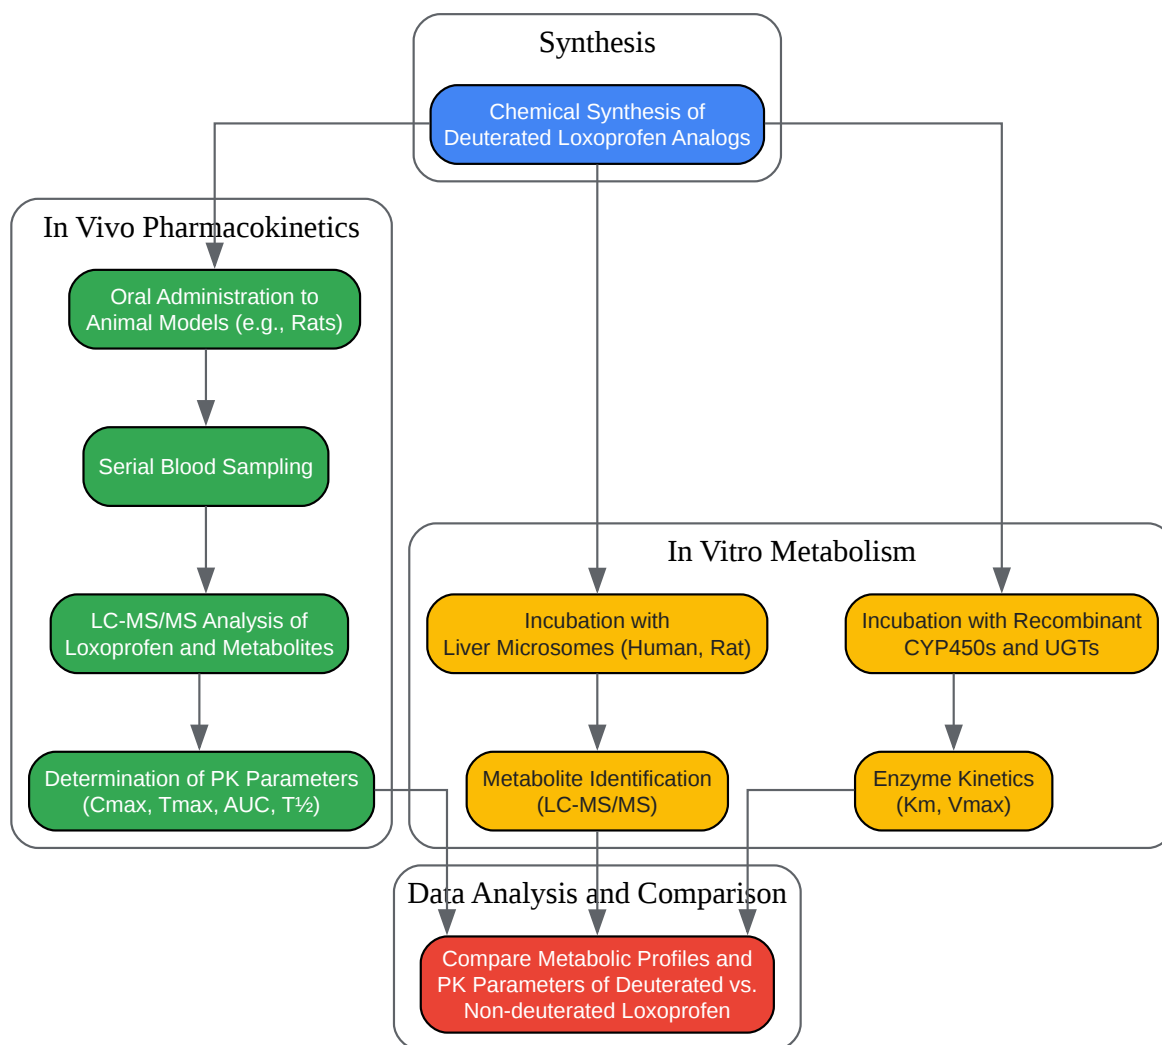 Synthesis
Chemical Synthesis of
Deuterated Loxoprofen Analogs
In Vivo Pharmacokinetics
Oral Administration to
Animal Models (e.g., Rats)
Serial Blood Sampling
LC-MS/MS Analysis of
Loxoprofen and Metabolites
Determination of PK Parameters
(Cmax, Tmax, AUC, T½)
In Vitro Metabolism
Incubation with
Liver Microsomes (Human, Rat)
Metabolite Identification
(LC-MS/MS)
Incubation with Recombinant
CYP450s and UGTs
Enzyme Kinetics
(Km, Vmax)
Data Analysis and Comparison
Compare Metabolic Profiles and
PK Parameters of Deuterated vs.
Non-deuterated Loxoprofen